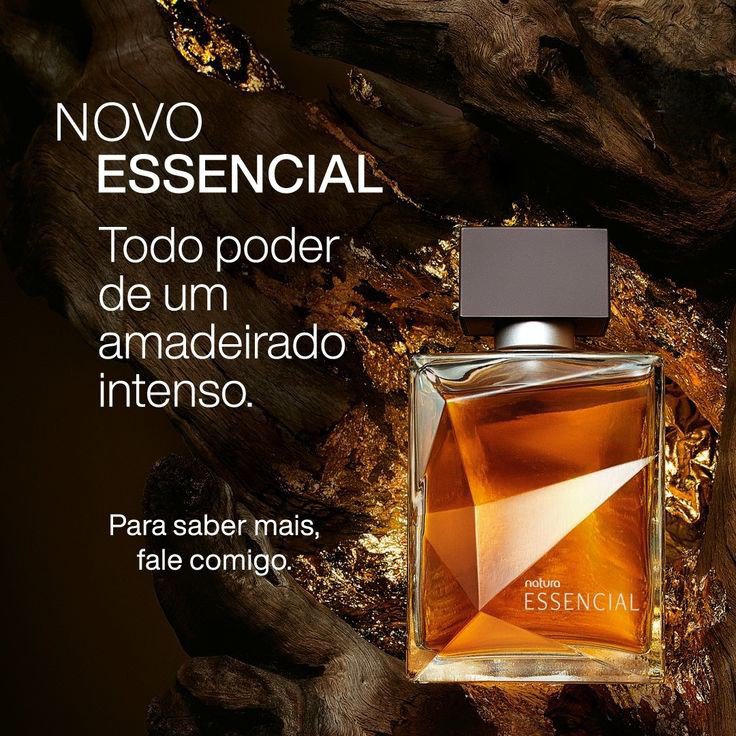 NOVO
ESSENCIAL
Todo poder
de um
amadeirado
intenso.
Para saber mais,
fale comigo.
natura
ESSENCIAL